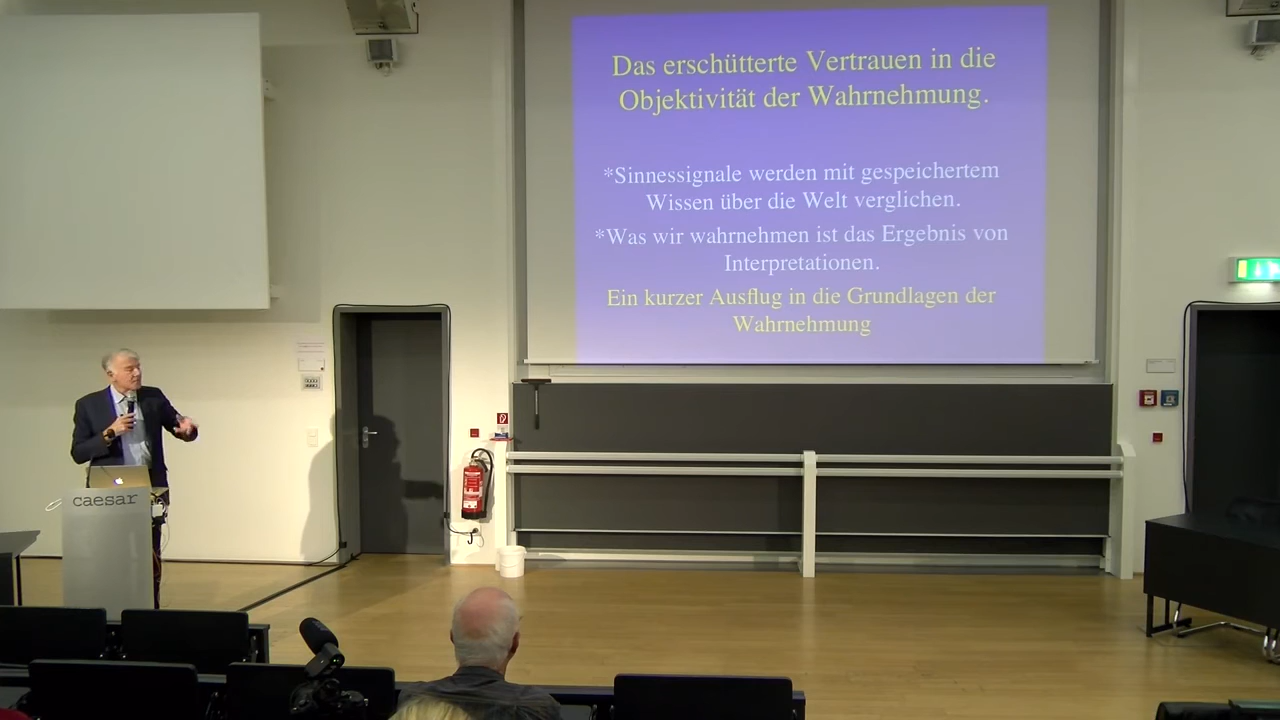 Das erschütterte Vertrauen in die
Objektivität der Wahrnehmung.
*Sinnessignale werden mit gespeichertem
Wissen über die Welt verglichen.
*Was wir wahrnehmen ist das Ergebnis von
Interpretationen.
Ein kurzer Ausflug in die Grundlagen der
Wahrnehmung
caesar